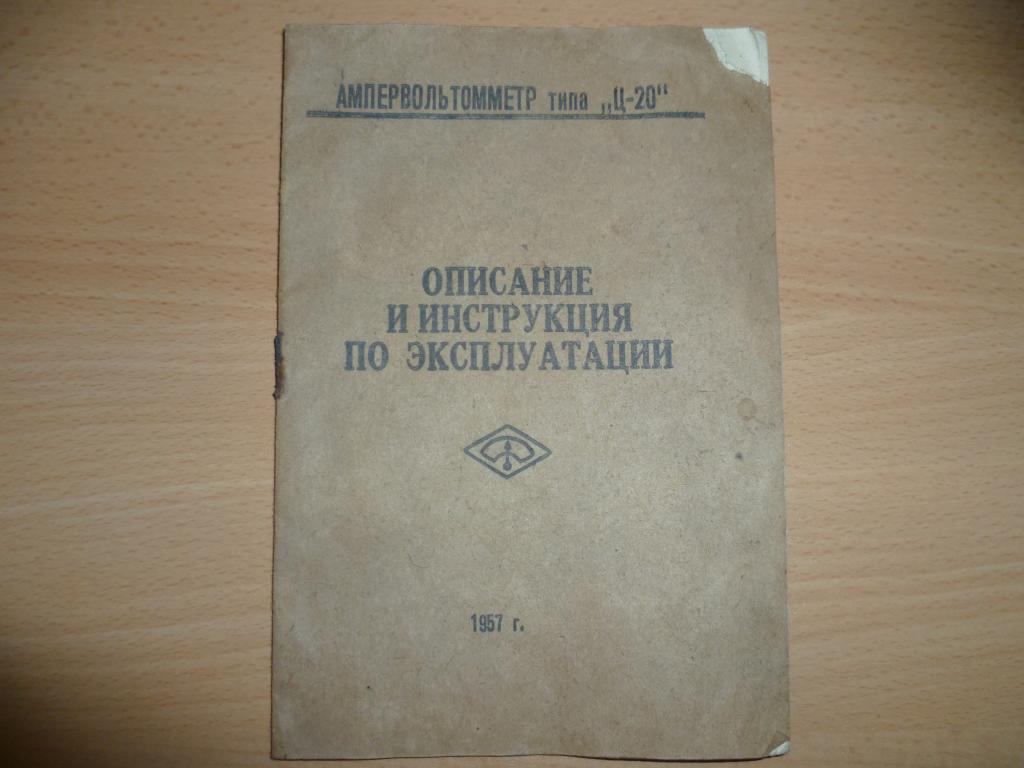 АМПЕРВОЛЬТОММЕТР типа „Ц-20“
ОПИСАНИЕ
И ИНСТРУКЦИЯ
ПО ЭКСПЛУАТАЦИИ
1957 г.